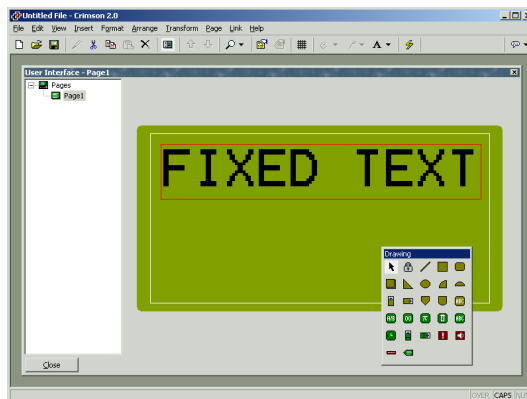 Untitled File - Crimson 2.0
File Edit View Insert Format Arrange Transform Page Link Help
User Interface - Page1
Pages
Page1
FIXED TEXT
Drawing
Close
OVER CAPS